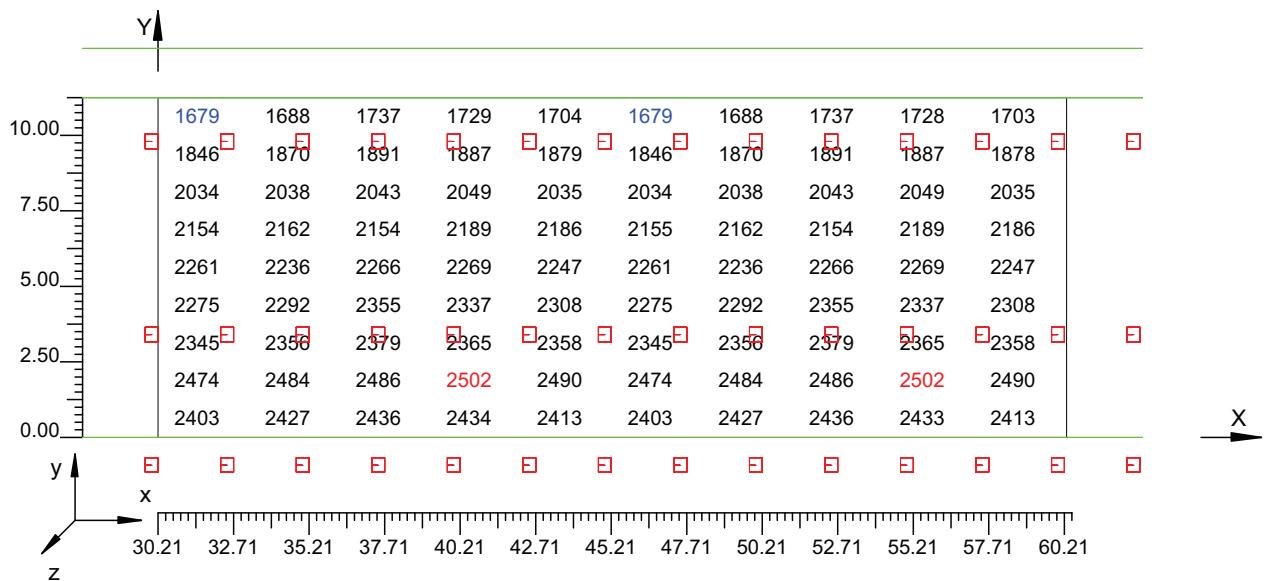 Y
1679 1688 1737 1729 1704 1679 1688 1737 1728 1703
10.00
1846 1870 1891 1887 1879 1846 1870 1891 1887 1878
2034 2038 2043 2049 2035 2034 2038 2043 2049 2035
7.50
2154 2162 2154 2189 2186 2155 2162 2154 2189 2186
2261 2236 2266 2269 2247 2261 2236 2266 2269 2247
5.00
2275 2292 2355 2337 2308 2275 2292 2355 2337 2308
2345 2356 2379 2365 2358 2345 2356 2379 2365 2358
2.50
2474 2484 2486 2502 2490 2474 2484 2486 2502 2490
2403 2427 2436 2434 2413 2403 2427 2436 2433 2413
0.00
X
y
x
30.21 32.71 35.21 37.71 40.21 42.71 45.21 47.71 50.21 52.71 55.21 57.71 60.21
z